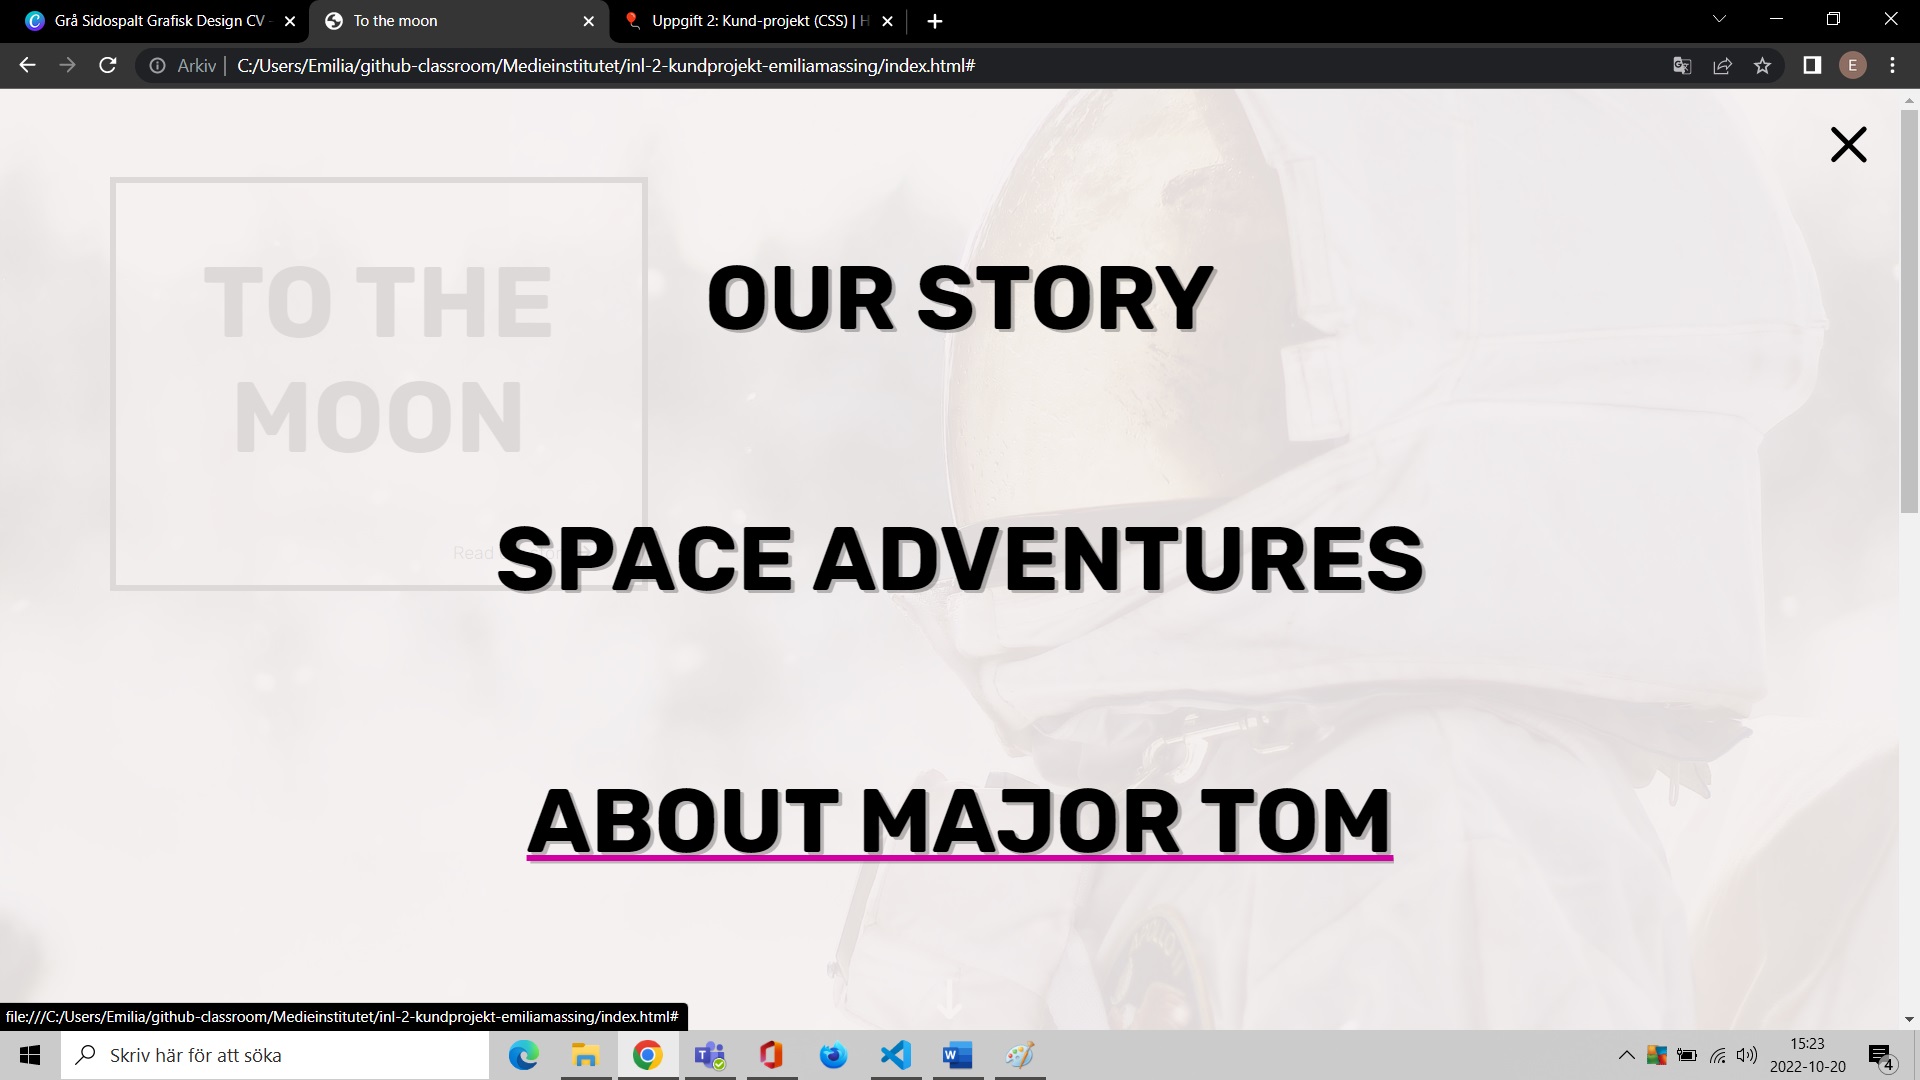 Grå Sidospalt Grafisk Design CV -
To the moon
Uppgift 2: Kund-projekt (CSS) | H
Arkiv
C:/Users/Emilia/github-classroom/Medieinstitutet/inl-2-kundprojekt-emiliamassing/index.html#
E
TO THE
MOON
Read
OUR STORY
SPACE ADVENTURES
ABOUT MAJOR TOM
file:///C:/Users/Emilia/github-classroom/Medieinstitutet/inl-2-kundprojekt-emiliamassing/index.html#
Skriv här för att söka
15:23
2022-10-20
4